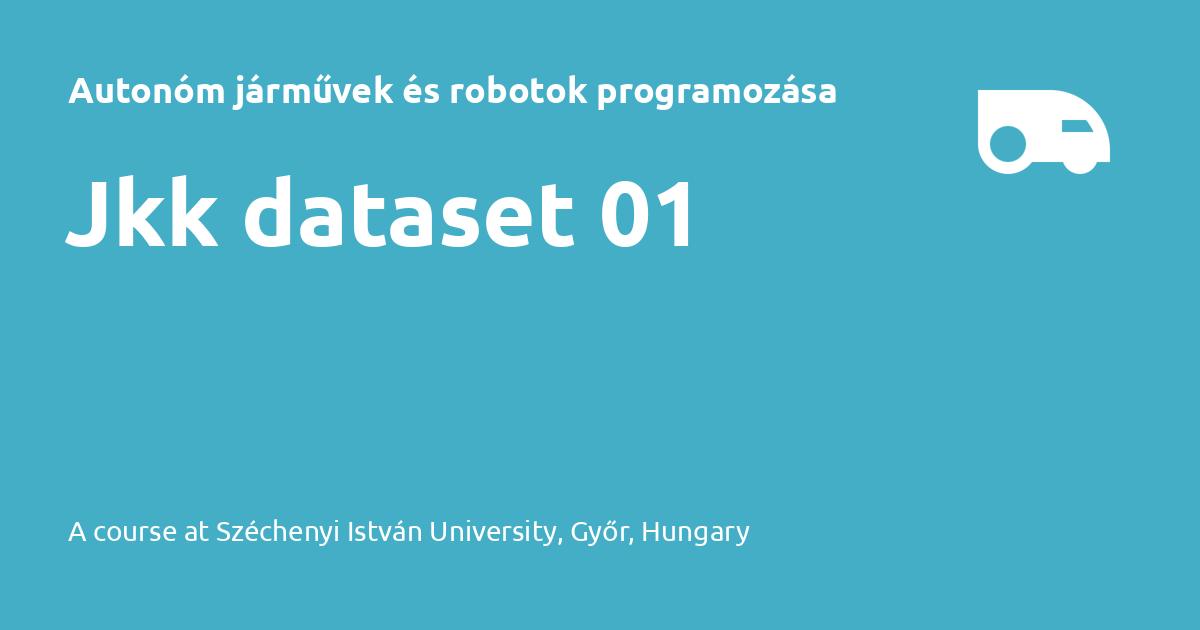 Autonóm járművek és robotok programozása
Jkk dataset 01
A course at Széchenyi István University, Győr, Hungary